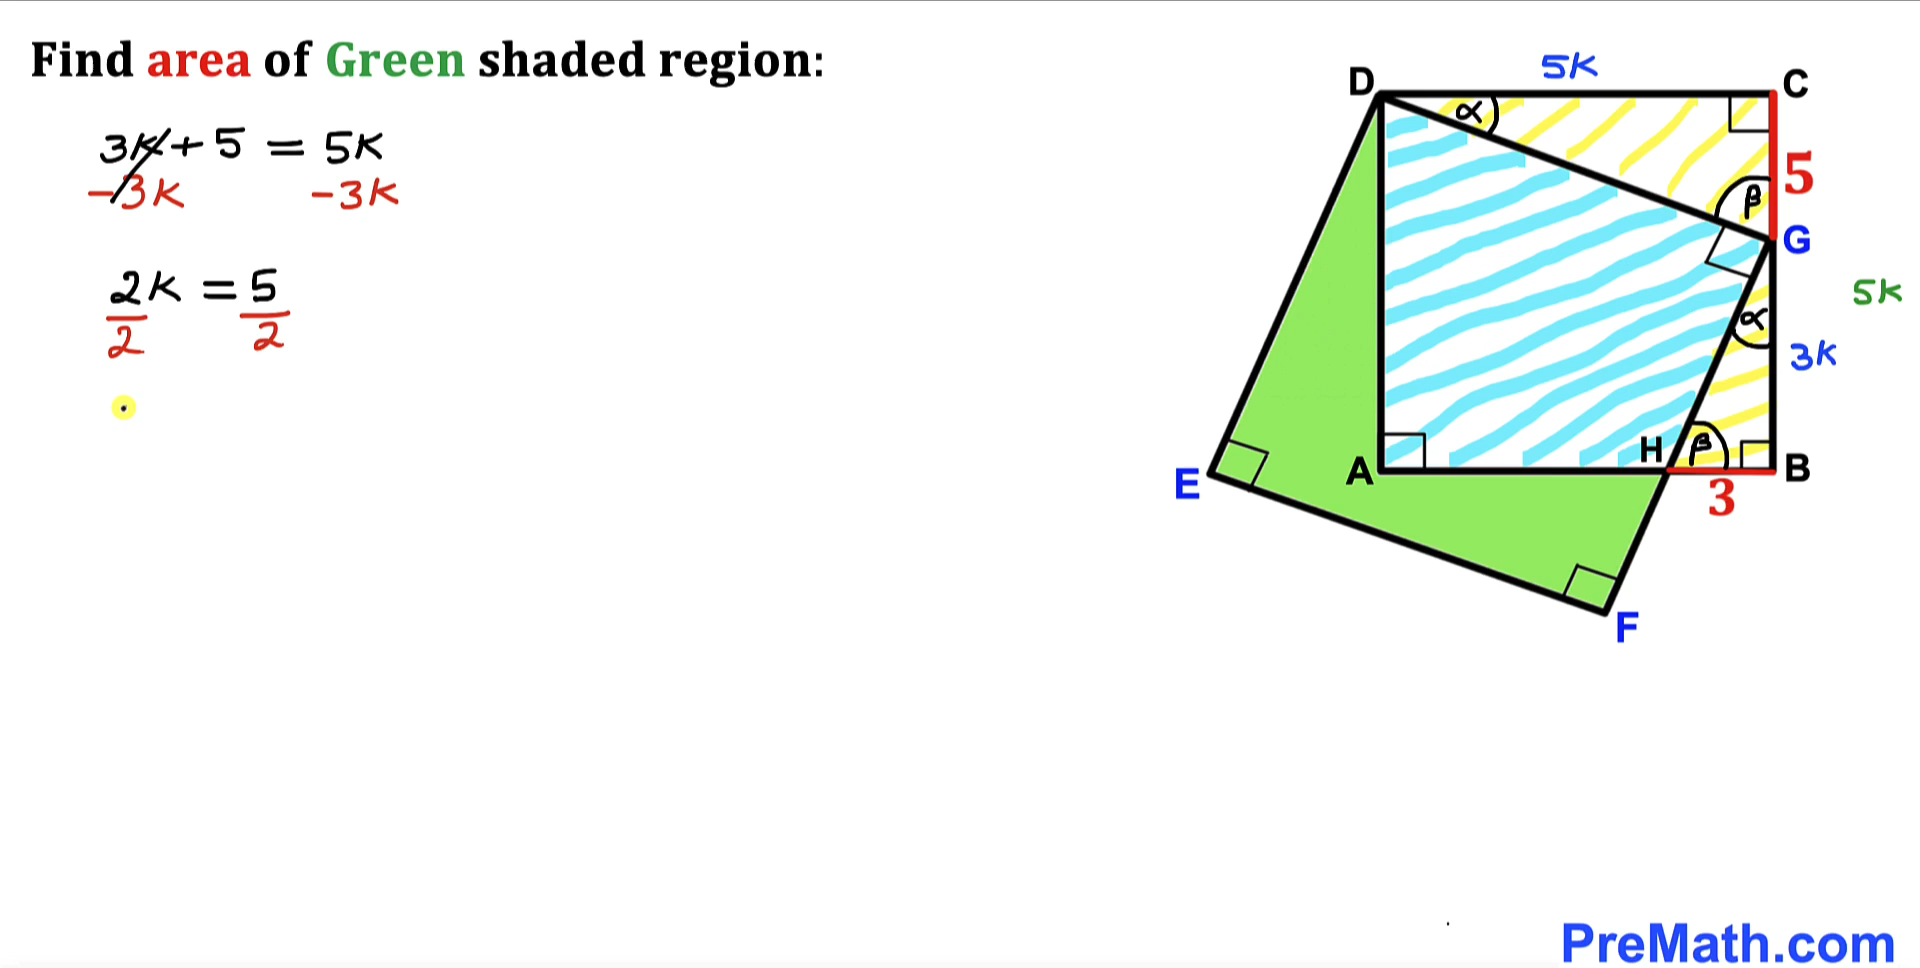 Find area of Green shaded region:
3K + 5 = 5K
-3K -3K
2K = 5
2 2
D
5K
C
α
5
β
G
5K
α
3K
H
β
B
A
E
3
F
PreMath.com